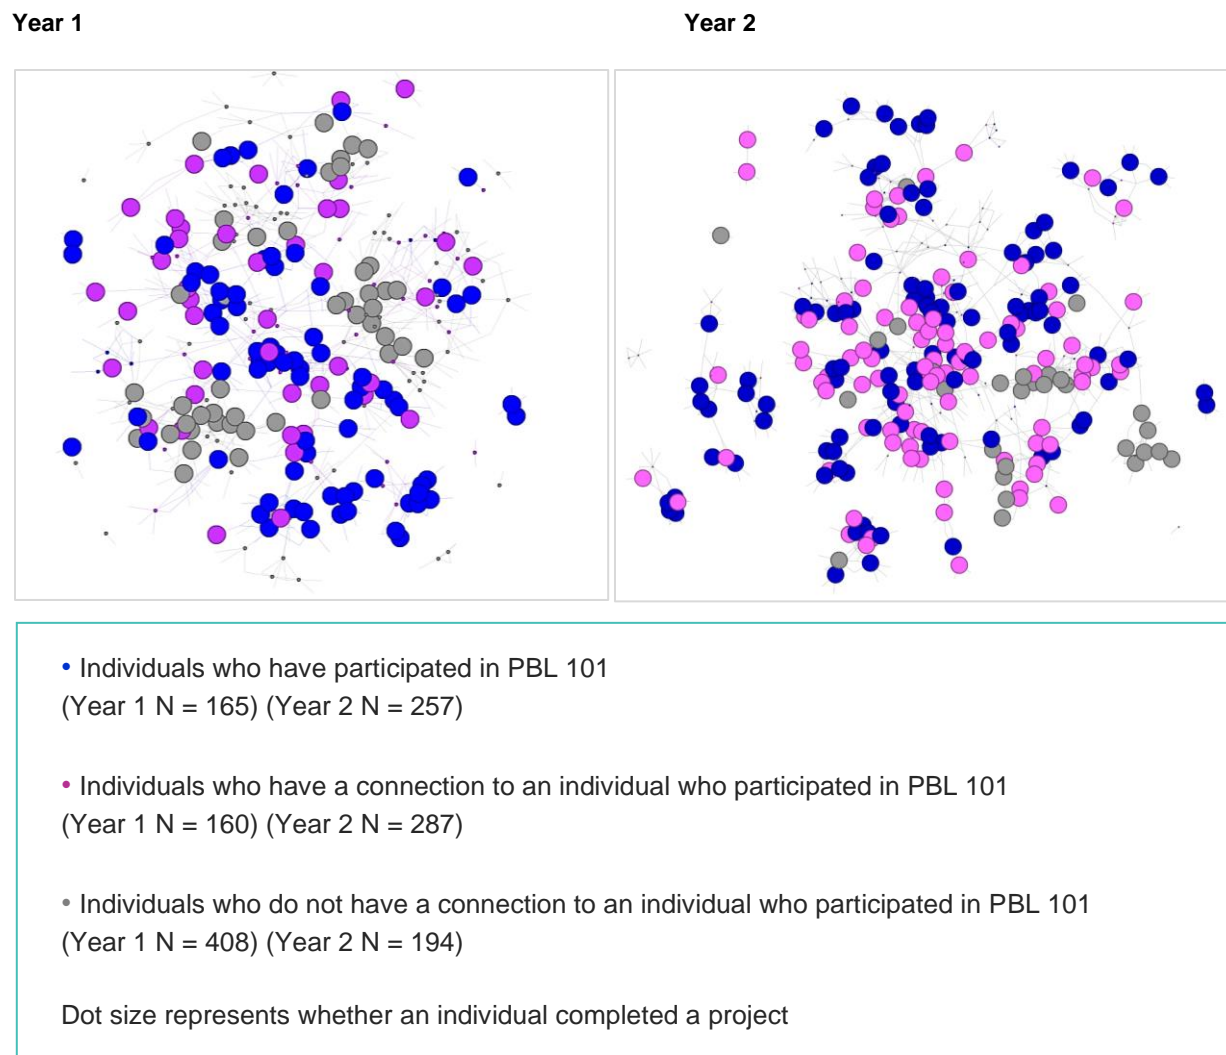 Year 1
Year 2
• Individuals who have participated in PBL 101
(Year 1 N = 165) (Year 2 N = 257)
• Individuals who have a connection to an individual who participated in PBL 101
(Year 1 N = 160) (Year 2 N = 287)
• Individuals who do not have a connection to an individual who participated in PBL 101
(Year 1 N = 408) (Year 2 N = 194)
Dot size represents whether an individual completed a project